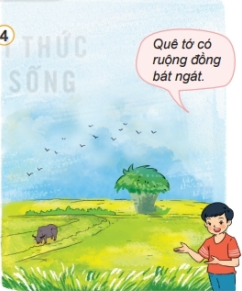 4
I THỨC
SỐNG
Quê tớ có
ruộng đồng
bát ngát.